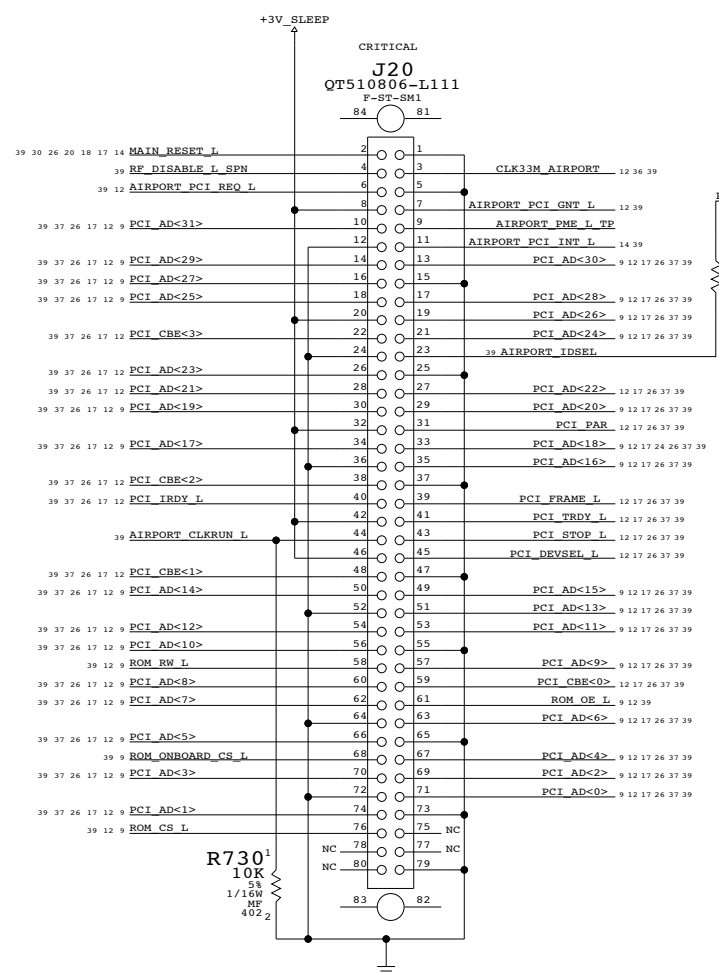 +3V_SLEEP
CRITICAL
J20
QT510806-L111
F-ST-SM1
84 81
39 30 26 20 18 17 14 MAIN_RESET_L 2 1
39 RF_DISABLE_L_SPN 4 3 CLK33M_AIRPORT 12 36 39
39 12 AIRPORT_PCI_REQ_L 6 5
8 7 AIRPORT_PCI_GNT_L 12 39
39 37 26 17 12 9 PCI_AD<31> 10 9 AIRPORT_PME_L_TP
12 11 AIRPORT_PCI_INT_L 14 39
39 37 26 17 12 9 PCI_AD<29> 14 13 PCI_AD<30> 9 12 17 26 37 39
39 37 26 17 12 9 PCI_AD<27> 16 15
39 37 26 17 12 9 PCI_AD<25> 18 17 PCI_AD<28> 9 12 17 26 37 39
20 19 PCI_AD<26> 9 12 17 26 37 39
39 37 26 17 12 PCI_CBE<3> 22 21 PCI_AD<24> 9 12 17 26 37 39
24 23 39 AIRPORT_IDSEL
39 37 26 17 12 PCI_AD<23> 26 25
39 37 26 17 12 PCI_AD<21> 28 27 PCI_AD<22> 12 17 26 37 39
39 37 26 17 12 9 PCI_AD<19> 30 29 PCI_AD<20> 9 12 17 26 37 39
32 31 PCI_PAR 12 17 26 37 39
39 37 26 17 12 9 PCI_AD<17> 34 33 PCI_AD<18> 9 12 17 24 26 37 39
36 35 PCI_AD<16> 9 12 17 26 37 39
39 37 26 17 12 PCI_CBE<2> 38 37
39 37 26 17 12 PCI_IRDY_L 40 39 PCI_FRAME_L 12 17 26 37 39
42 41 PCI_TRDY_L 12 17 26 37 39
39 AIRPORT_CLKRUN_L 44 43 PCI_STOP_L 12 17 26 37 39
46 45 PCI_DEVSEL_L 12 17 26 37 39
39 37 26 17 12 PCI_CBE<1> 48 47
39 37 26 17 12 9 PCI_AD<14> 50 49 PCI_AD<15> 9 12 17 26 37 39
52 51 PCI_AD<13> 9 12 17 26 37 39
39 37 26 17 12 9 PCI_AD<12> 54 53 PCI_AD<11> 9 12 17 26 37 39
39 37 26 17 12 9 PCI_AD<10> 56 55
39 12 9 ROM_RW_L 58 57 PCI_AD<9> 9 12 17 26 37 39
39 37 26 17 12 9 PCI_AD<8> 60 59 PCI_CBE<0> 12 17 26 37 39
39 37 26 17 12 9 PCI_AD<7> 62 61 ROM_OE_L 9 12 39
64 63 PCI_AD<6> 9 12 17 26 37 39
39 37 26 17 12 9 PCI_AD<5> 66 65
39 9 ROM_ONBOARD_CS_L 68 67 PCI_AD<4> 9 12 17 26 37 39
39 37 26 17 12 9 PCI_AD<3> 70 69 PCI_AD<2> 9 12 17 26 37 39
72 71 PCI_AD<0> 9 12 17 26 37 39
39 37 26 17 12 9 PCI_AD<1> 74 73
39 12 9 ROM_CS_L 76 75 NC
NC 78 77 NC
NC 80 79
R730 1
10K
5%
1/16W
MF
402 2
83 82